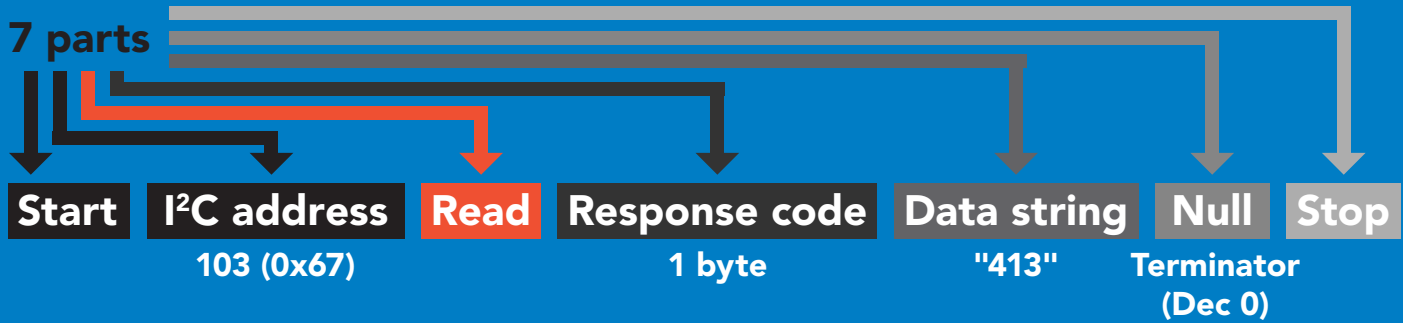 7 parts
Start I²C address Read Response code Data string Null Stop
103 (0x67) 1 byte "413" Terminator
(Dec 0)